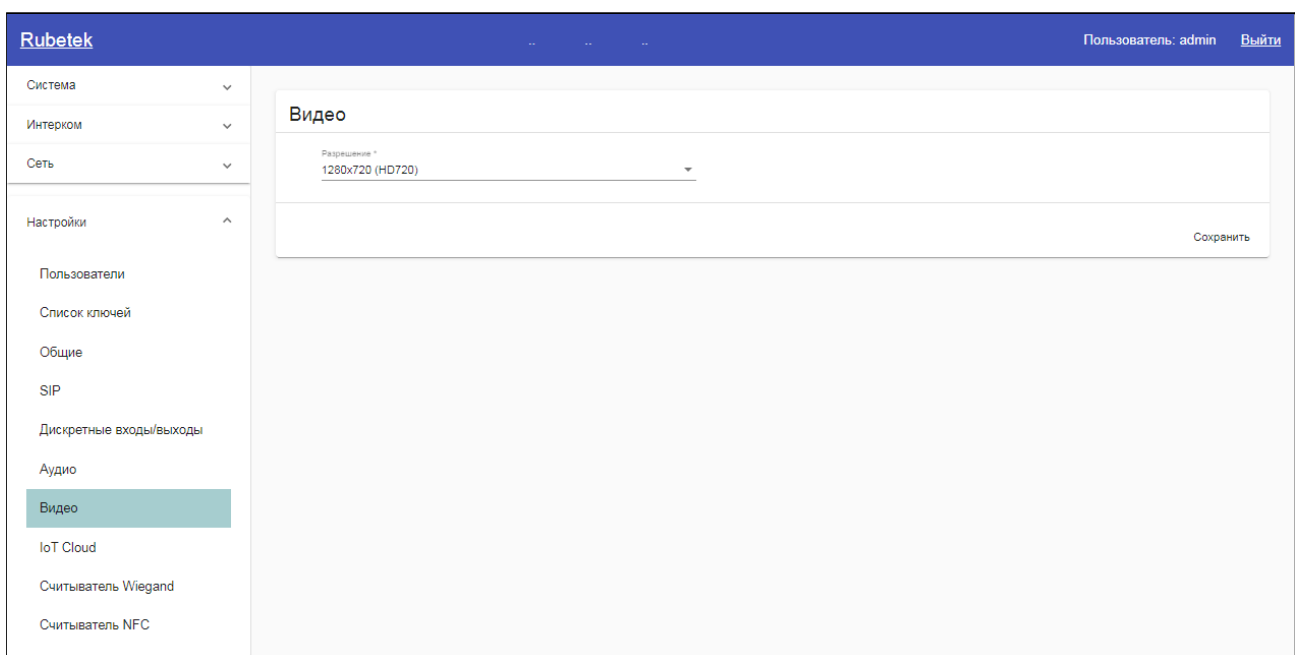 Rubetek .. .. .. Пользователь: admin Выйти
Система
Интерком
Сеть
Настройки
Пользователи
Список ключей
Общие
SIP
Дискретные входы/выходы
Аудио
Видео
IoT Cloud
Считыватель Wiegand
Считыватель NFC
Видео
Разрешение *
1280x720 (HD720)
Сохранить